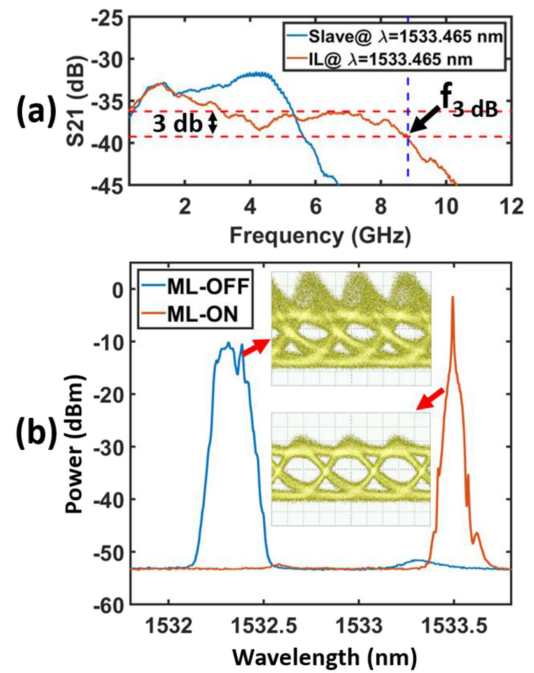 (a)
S21 (dB)
-25
-35
-45
Slave@ λ=1533.465 nm
IL@ λ=1533.465 nm
3 db
f3 dB
2
4
6
8
10
12
Frequency (GHz)
(b)
Power (dBm)
0
-10
-20
-30
-40
-50
-60
ML-OFF
ML-ON
1532
1532.5
1533
1533.5
Wavelength (nm)